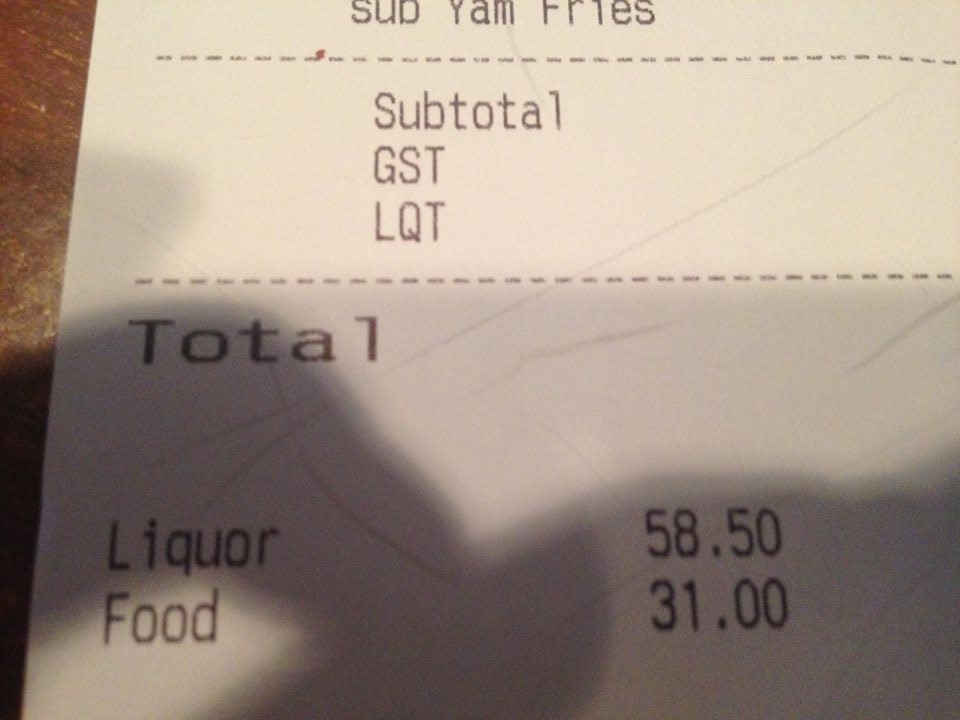 sub Yam Fries
Subtotal
GST
LQT
Total
Liquor 58.50
Food 31.00